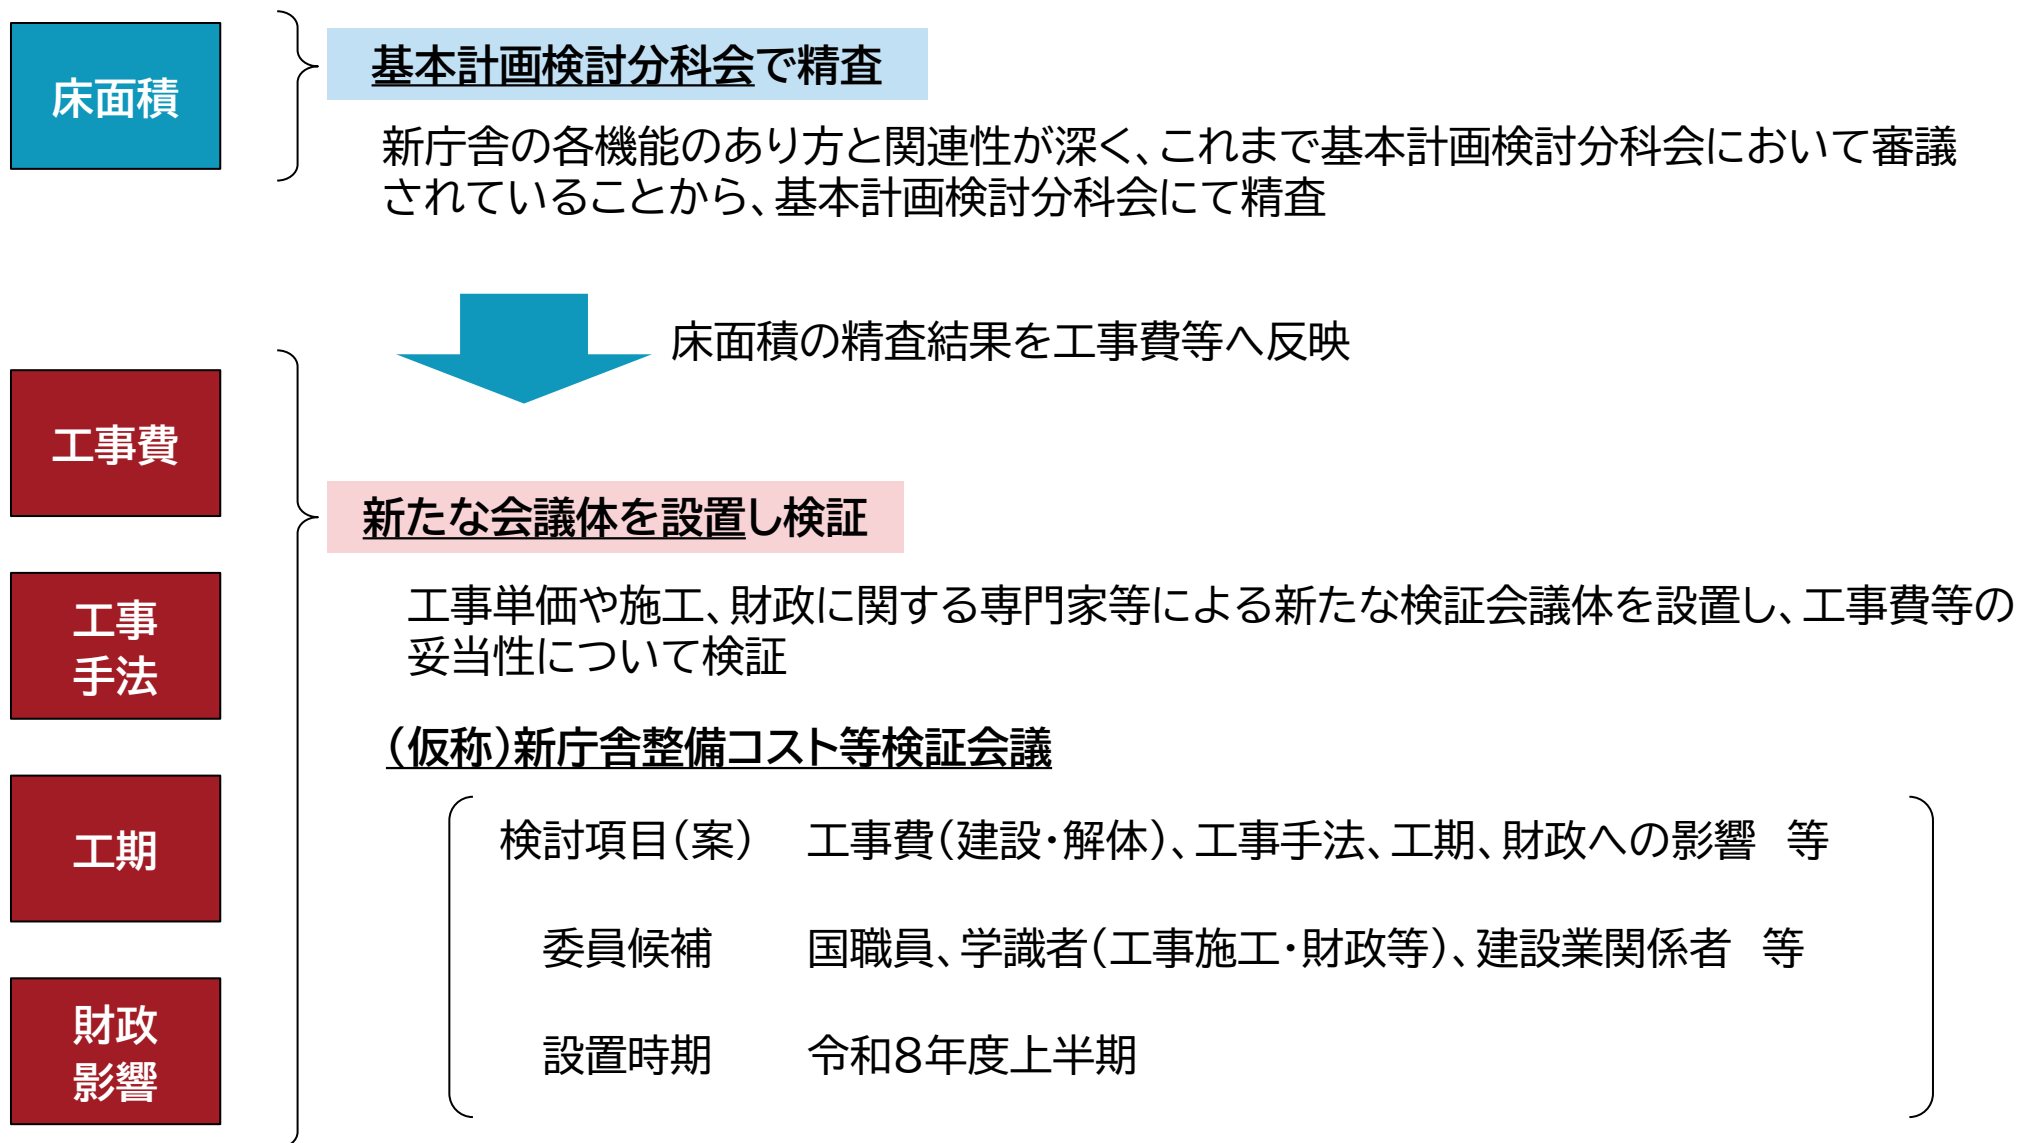 床面積
基本計画検討分科会で精査
新庁舎の各機能のあり方と関連性が深く、これまで基本計画検討分科会において審議
されていることから、基本計画検討分科会にて精査
床面積の精査結果を工事費等へ反映
工事費
工事
手法
工期
財政
影響
新たな会議体を設置し検証
工事単価や施工、財政に関する専門家等による新たな検証会議体を設置し、工事費等の
妥当性について検証
（仮称）新庁舎整備コスト等検証会議
検討項目（案）　工事費（建設・解体）、工事手法、工期、財政への影響　等
委員候補　国職員、学識者（工事施工・財政等）、建設業関係者　等
設置時期　令和８年度上半期